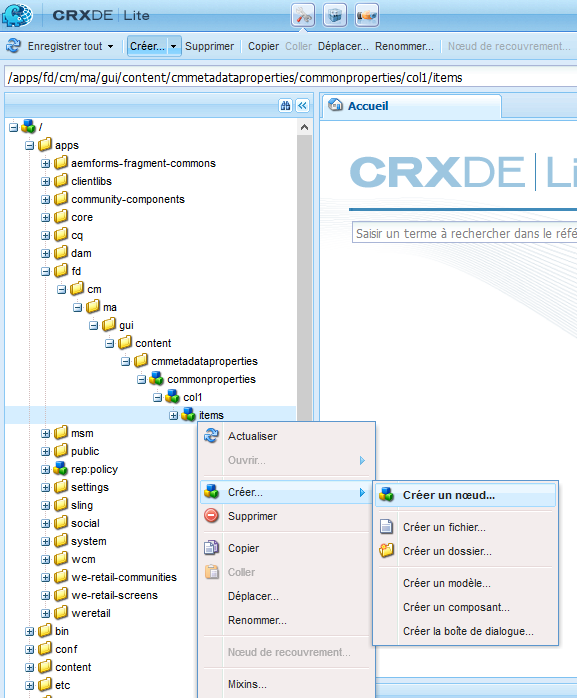 CRXDE | Lite
Enregistrer tout Créer... Supprimer Copier Coller Déplacer... Renommer... Nœud de recouvrement...
/apps/fd/cm/ma/gui/content/cmmetadataproperties/commonproperties/col1/items
Accueil
/
apps
aemforms-fragment-commons
clientlibs
community-components
core
cq
dam
fd
cm
ma
gui
content
cmmetadataproperties
commonproperties
col1
items
msm
public
rep:policy
settings
sling
social
system
wcm
we-retail-communities
we-retail-screens
weretail
bin
conf
content
etc
CRXDE | Li
Saisir un terme à rechercher dans le réfé
Actualiser
Ouvrir...
Créer...
Supprimer
Copier
Coller
Déplacer...
Renommer...
Nœud de recouvrement...
Mixins...
Créer un nœud...
Créer un fichier...
Créer un dossier...
Créer un modèle...
Créer un composant...
Créer la boîte de dialogue...